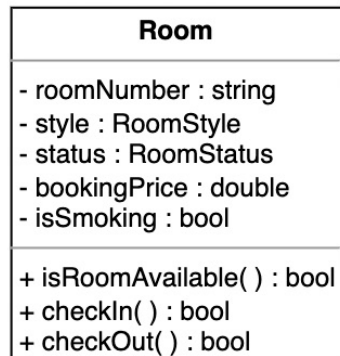 Room
- roomNumber : string
- style : RoomStyle
- status : RoomStatus
- bookingPrice : double
- isSmoking : bool
+ isRoomAvailable( ) : bool
+ checkIn( ) : bool
+ checkOut( ) : bool